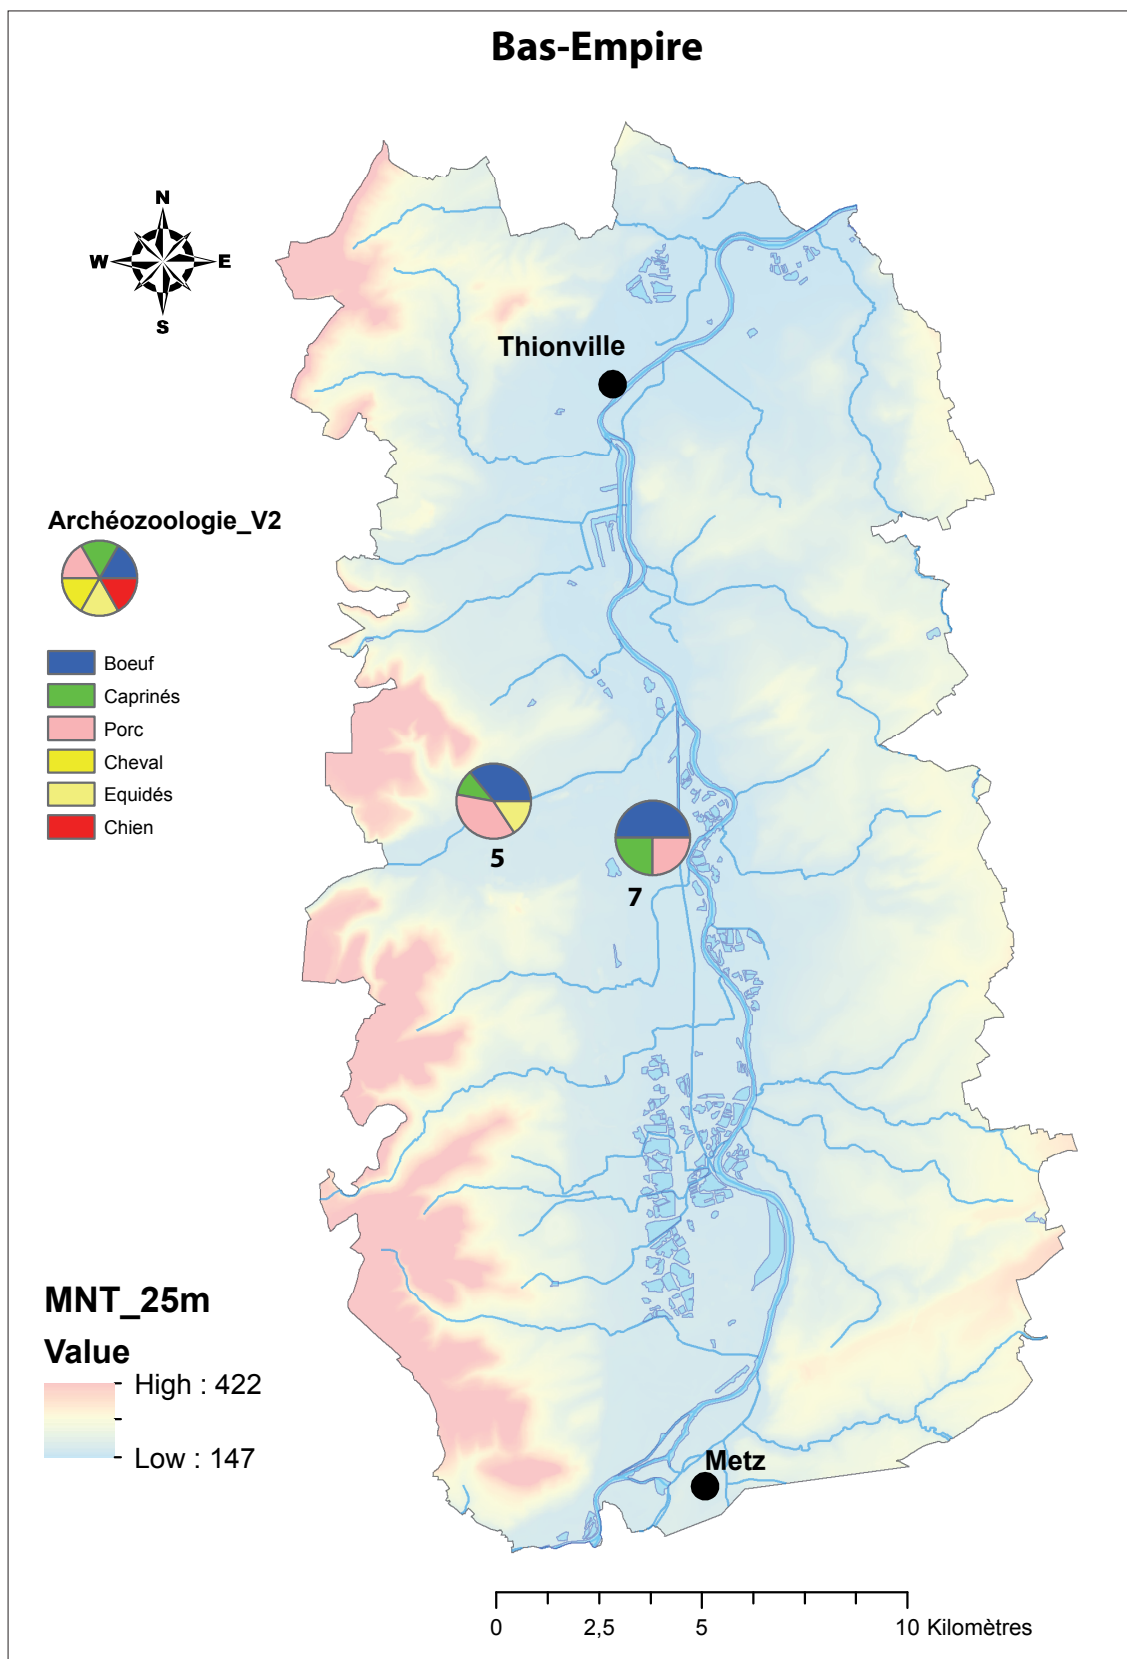 Bas-Empire
N
W
E
S
Thionville
Archéozoologie_V2
Boeuf
Caprinés
Porc
Cheval
Equidés
Chien
5
7
MNT_25m
Value
High : 422
Low : 147
Metz
0
2,5
5
10 Kilomètres